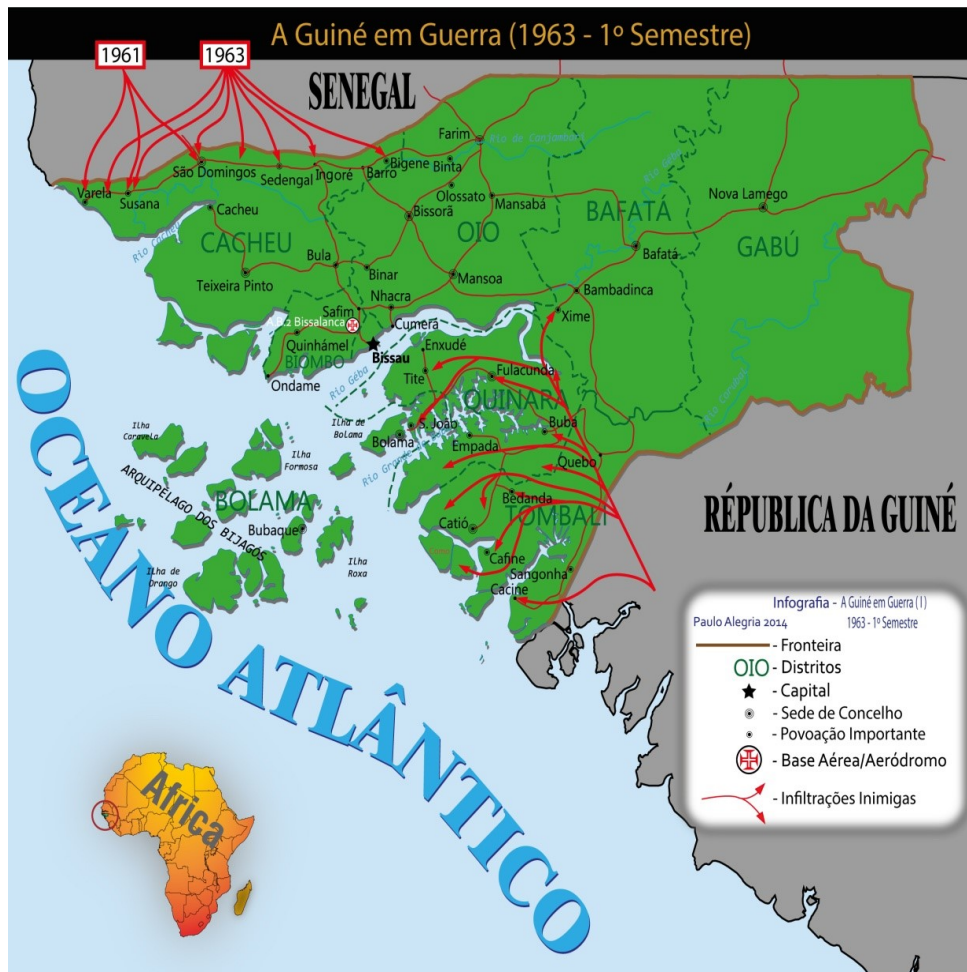 A Guiné em Guerra (1963 - 1º Semestre)
1961
1963
SENEGAL
Farim
Rio de Canjambari
Bigene
Binta
São Domingos
Sedengal
Ingoré
Barro
Olossato
Varela
Susana
Cacheu
Mansabá
Nova Lamego
Rio Geba
BAFATÁ
Bissorã
OIO
GABÚ
CACHEU
Rio Cacheu
Bula
Binar
Mansoa
Bafatá
Teixeira Pinto
Bambadinca
Nhacra
Safim
Xime
A.B.2 Bissalanca
Cumeré
Quinhámel
Bissau
Enxudé
BIOMBO
Ondame
Rio Géba
Tite
Fulacunda
QUINARA
Rio Corubal
Ilha Caravela
Ilha de Bolama
S. João
Buba
Bolama
Empada
Ilha Formosa
Rio Grande
Quebo
ARQUIPÉLAGO DOS BIJAGÓS
BOLAMA
Bedanda
TOMBALI
RÉPUBLICA DA GUINÉ
Bubaque
Catió
Cafine
Ilha de Orango
Ilha Roxa
Sangonha
Cacine
OCEANO ATLÂNTICO
Infografia - A Guiné em Guerra ( I )
Paulo Alegria 2014
1963 - 1º Semestre
- Fronteira
OIO - Distritos
- Capital
- Sede de Concelho
- Povoação Importante
- Base Aérea/Aeródromo
- Infiltrações Inimigas
Africa